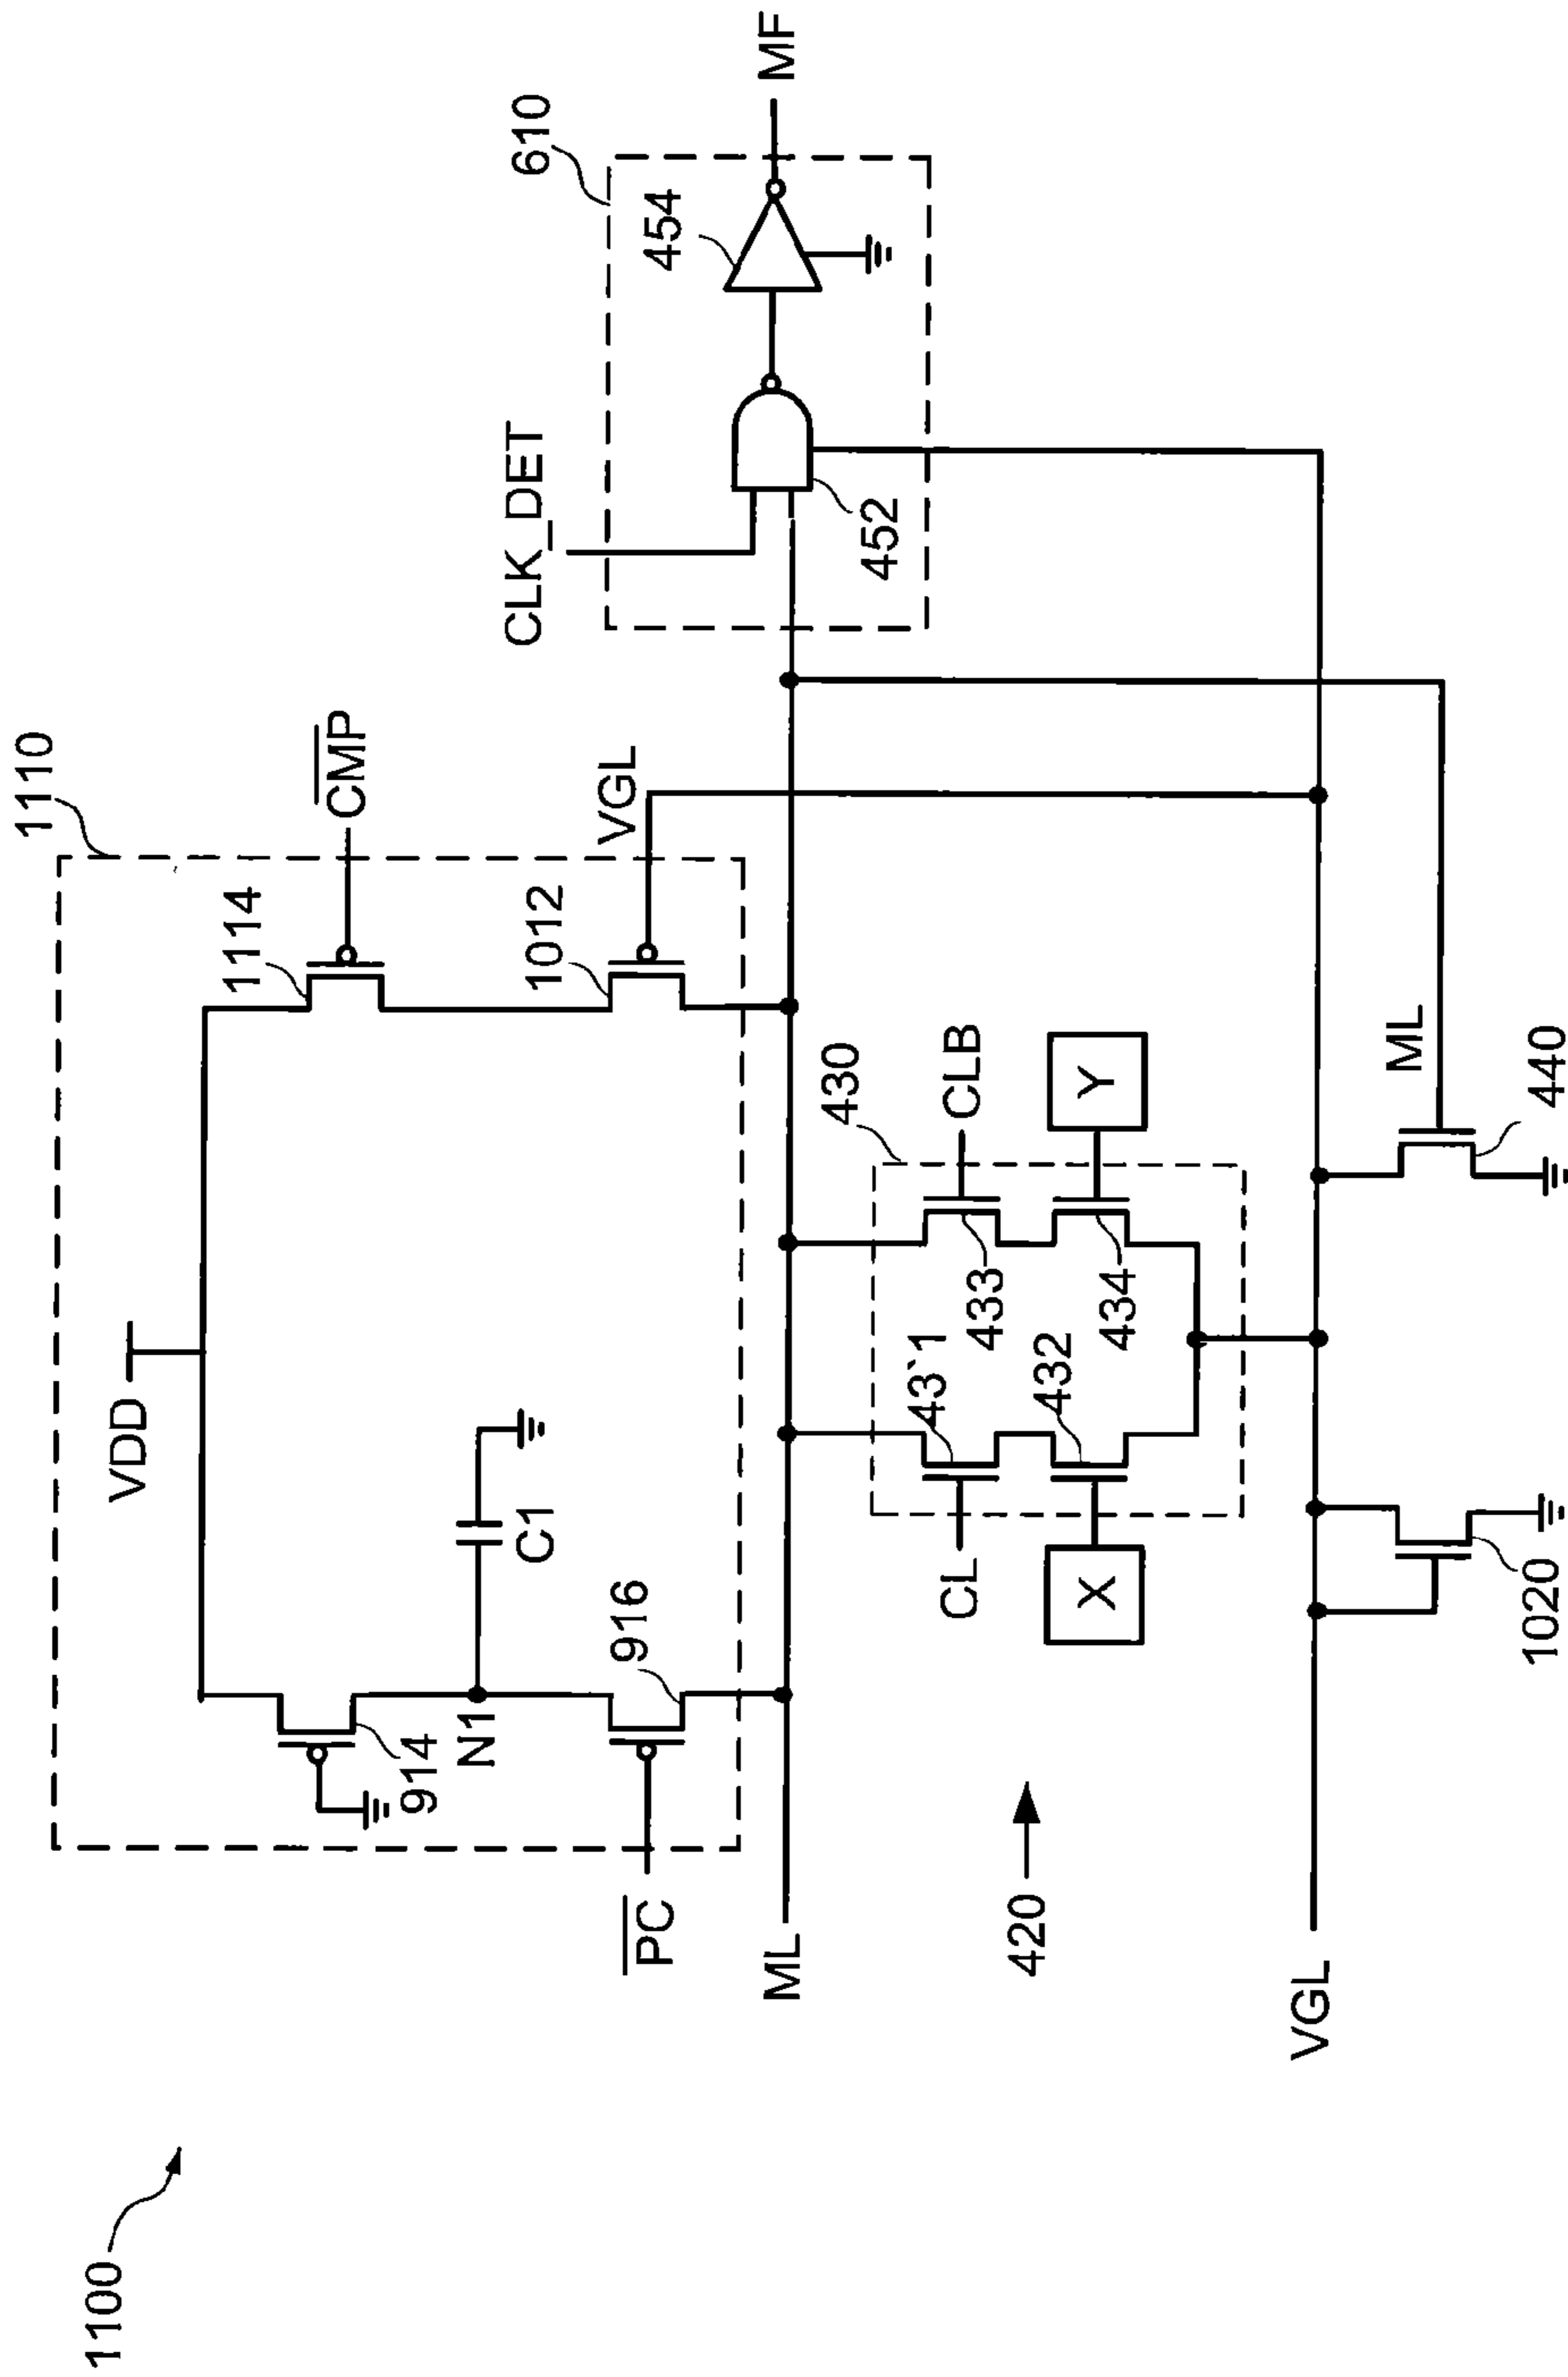 1100
1110
VDD
1114
CMP
914
N1
C1
916
1012
VGL
PC
CLK_DET
610
454
MF
ML
452
430
CL
43`1
433
CLB
420
X
432
434
Y
VGL
ML
1020
440